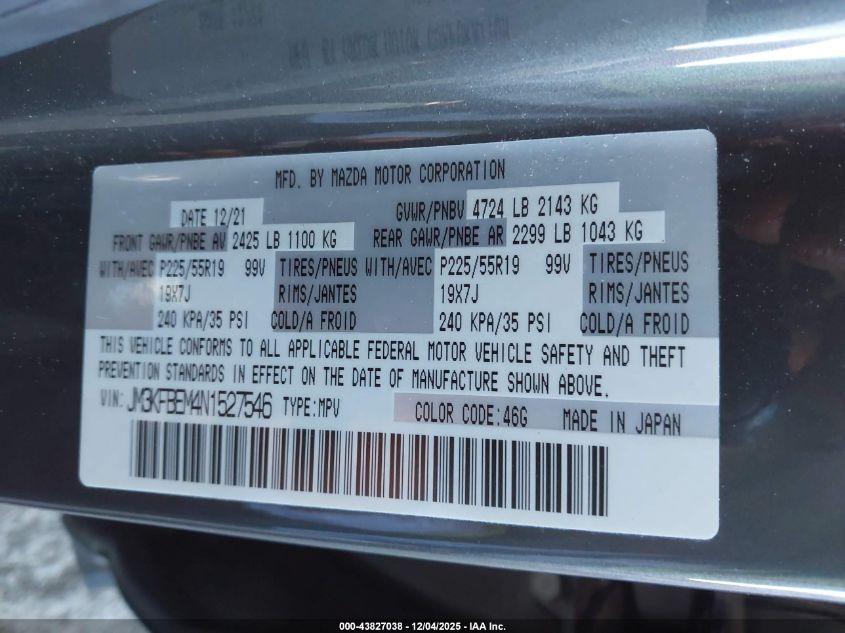 MFD. BY MAZDA MOTOR CORPORATION
DATE 12/21 GVWR/PNBV 4724 LB 2143 KG
FRONT GAWR/PNBE AV 2425 LB 1100 KG REAR GAWR/PNBE AR 2299 LB 1043 KG
WITH/AVEC P225/55R19 99V TIRES/PNEUS WITH/AVEC P225/55R19 99V TIRES/PNEUS
19X7J RIMS/JANTES 19X7J RIMS/JANTES
240 KPA/35 PSI COLD/A FROID 240 KPA/35 PSI COLD/A FROID
THIS VEHICLE CONFORMS TO ALL APPLICABLE FEDERAL MOTOR VEHICLE SAFETY AND THEFT
PREVENTION STANDARDS IN EFFECT ON THE DATE OF MANUFACTURE SHOWN ABOVE.
VIN: JM3KFBEM4N1527546 TYPE:MPV COLOR CODE:46G MADE IN JAPAN
000-43827038 - 12/04/2025 - IAA Inc.